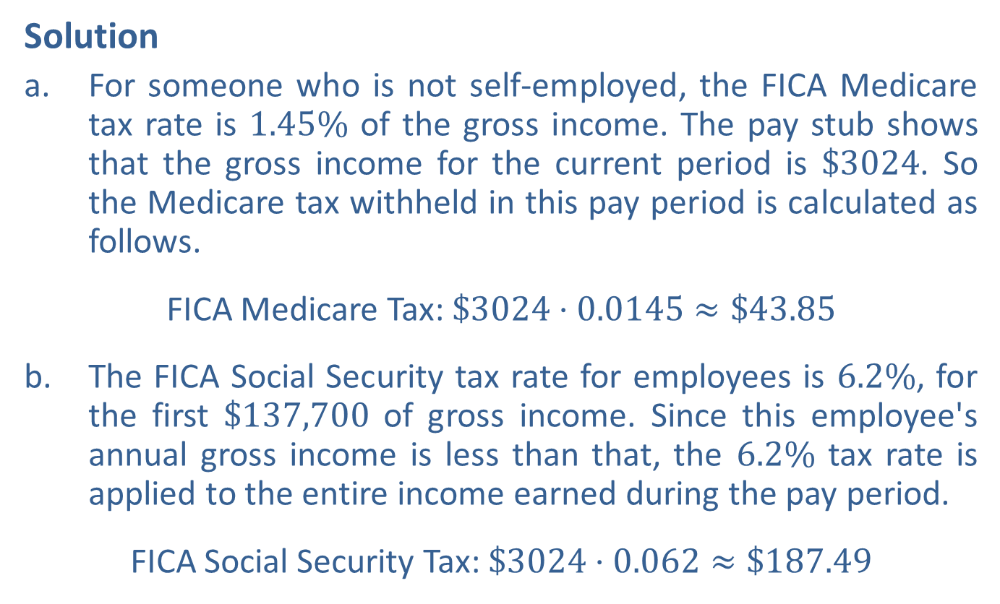 Solution
a. For someone who is not self-employed, the FICA Medicare
tax rate is 1.45% of the gross income. The pay stub shows
that the gross income for the current period is $3024. So
the Medicare tax withheld in this pay period is calculated as
follows.
FICA Medicare Tax: $3024 · 0.0145 ≈ $43.85
b. The FICA Social Security tax rate for employees is 6.2%, for
the first $137,700 of gross income. Since this employee's
annual gross income is less than that, the 6.2% tax rate is
applied to the entire income earned during the pay period.
FICA Social Security Tax: $3024 · 0.062 ≈ $187.49